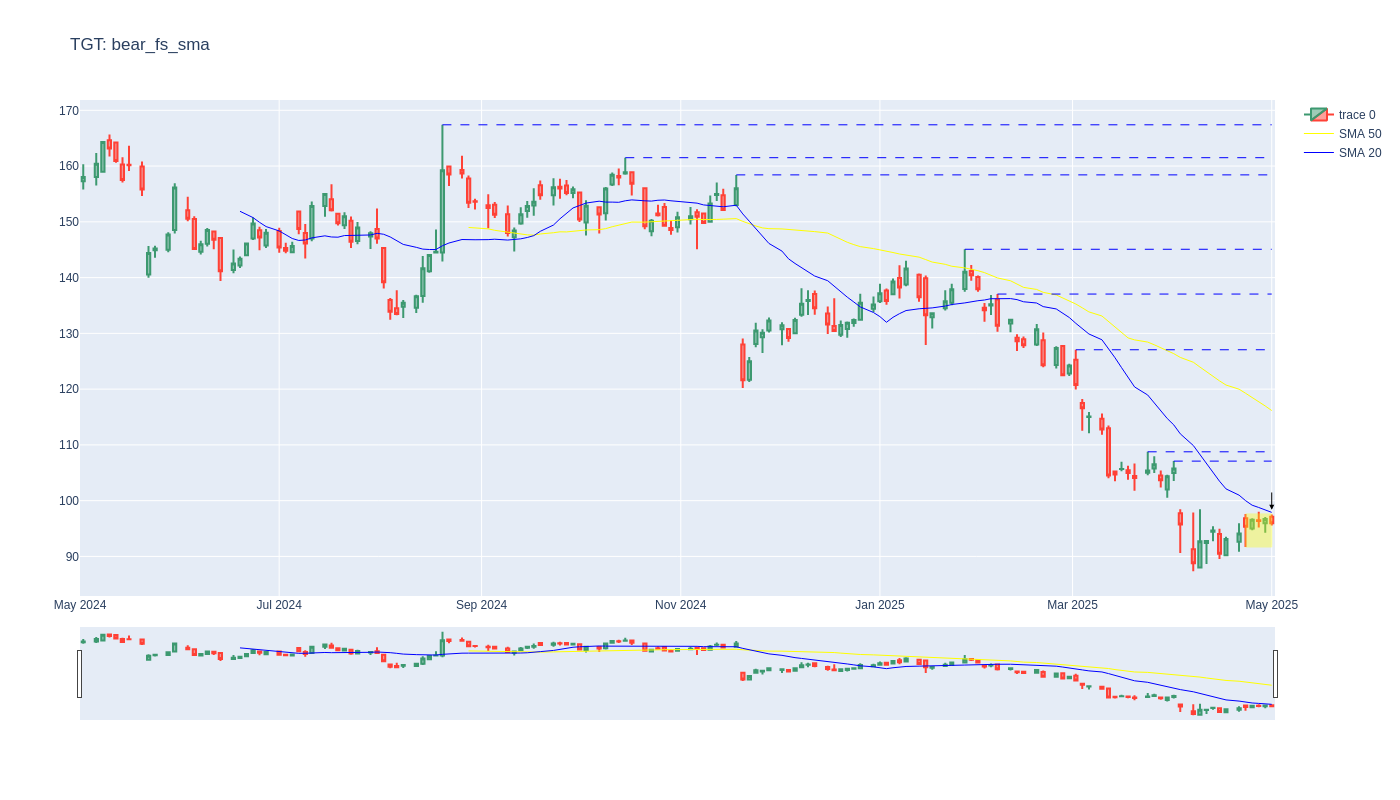 TGT: bear_fs_sma
trace 0
SMA 50
SMA 20
170
160
150
140
130
120
110
100
90
May 2024
Jul 2024
Sep 2024
Nov 2024
Jan 2025
Mar 2025
May 2025